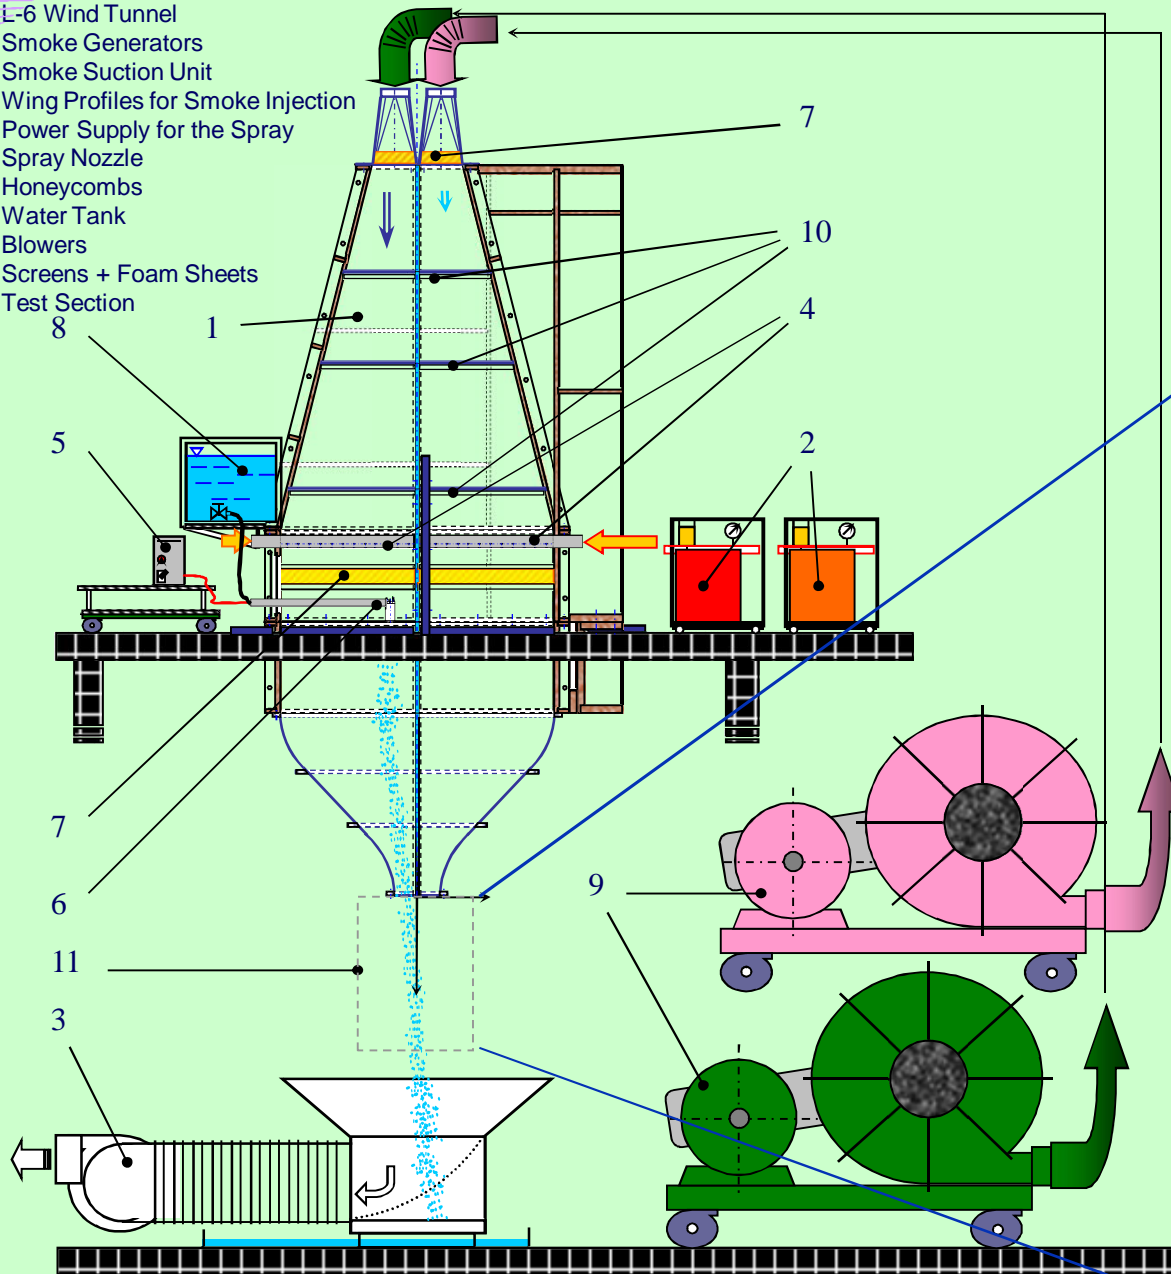 L-6 Wind Tunnel
Smoke Generators
Smoke Suction Unit
Wing Profiles for Smoke Injection
Power Supply for the Spray
Spray Nozzle
Honeycombs
Water Tank
Blowers
Screens + Foam Sheets
Test Section
7
10
4
8
1
5
2
7
6
9
11
3